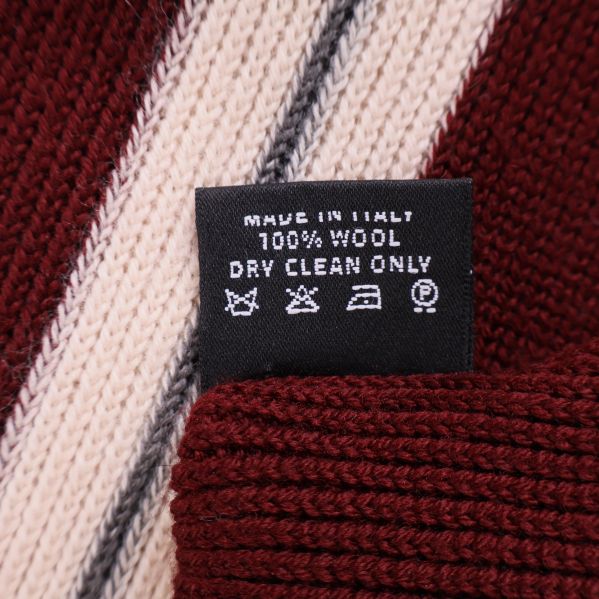 MADE IN ITALY
100% WOOL
DRY CLEAN ONLY
P